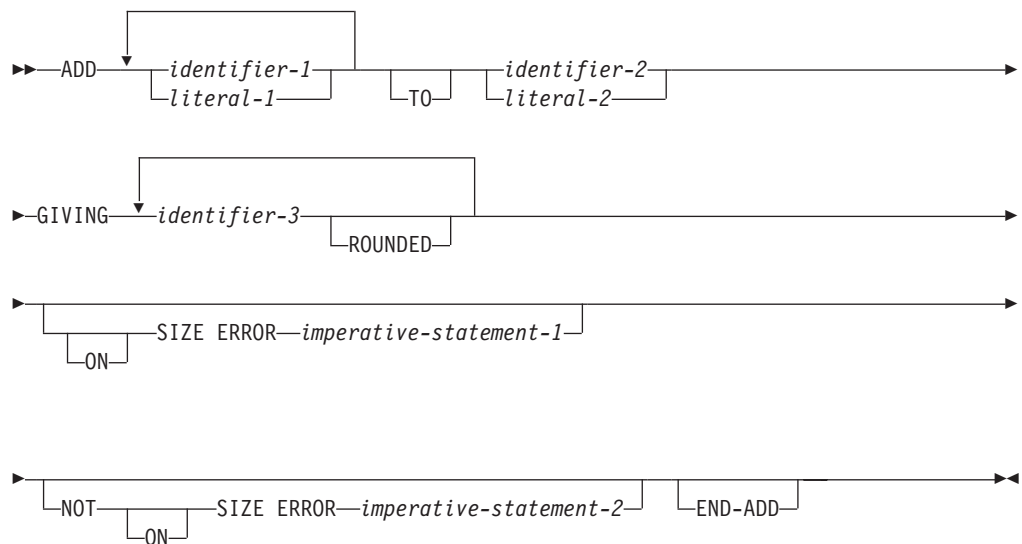 ADD identifier-1 TO identifier-2
literal-1 literal-2
GIVING identifier-3
ROUNDED
SIZE ERROR imperative-statement-1
ON
NOT SIZE ERROR imperative-statement-2 END-ADD
ON